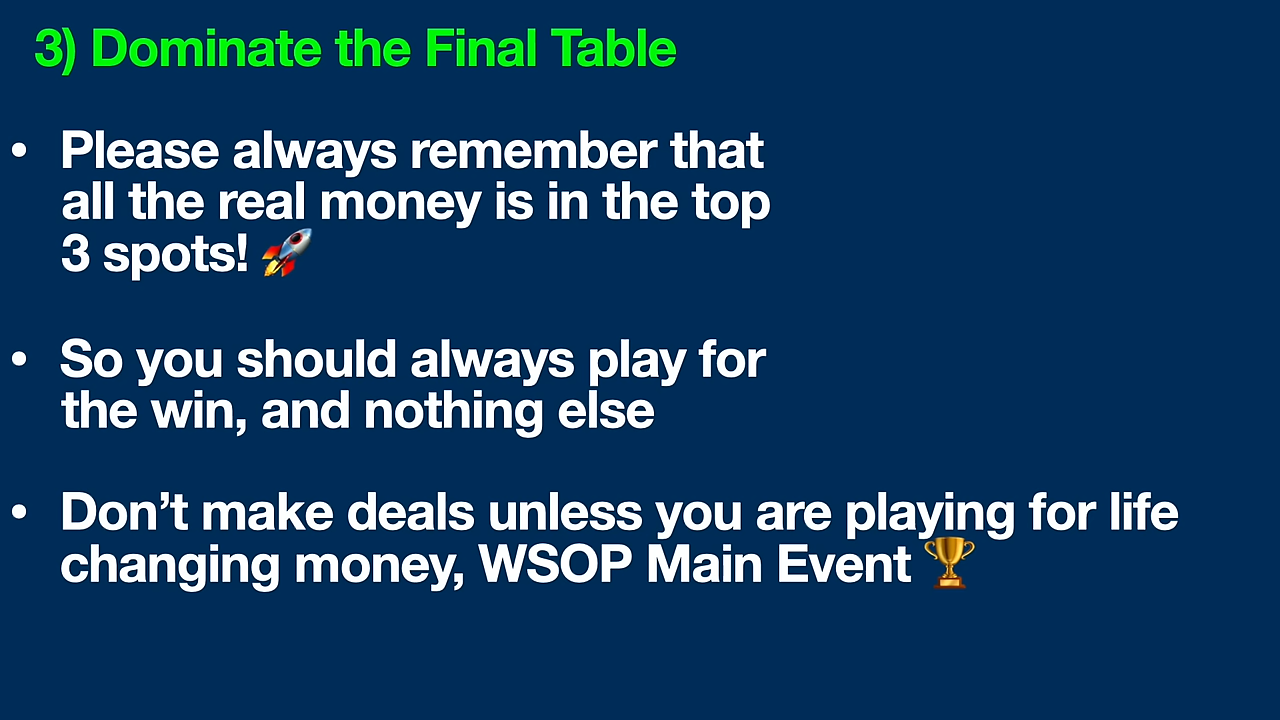 3) Dominate the Final Table
• Please always remember that
all the real money is in the top
3 spots! 🚀
• So you should always play for
the win, and nothing else
• Don’t make deals unless you are playing for life
changing money, WSOP Main Event 🏆